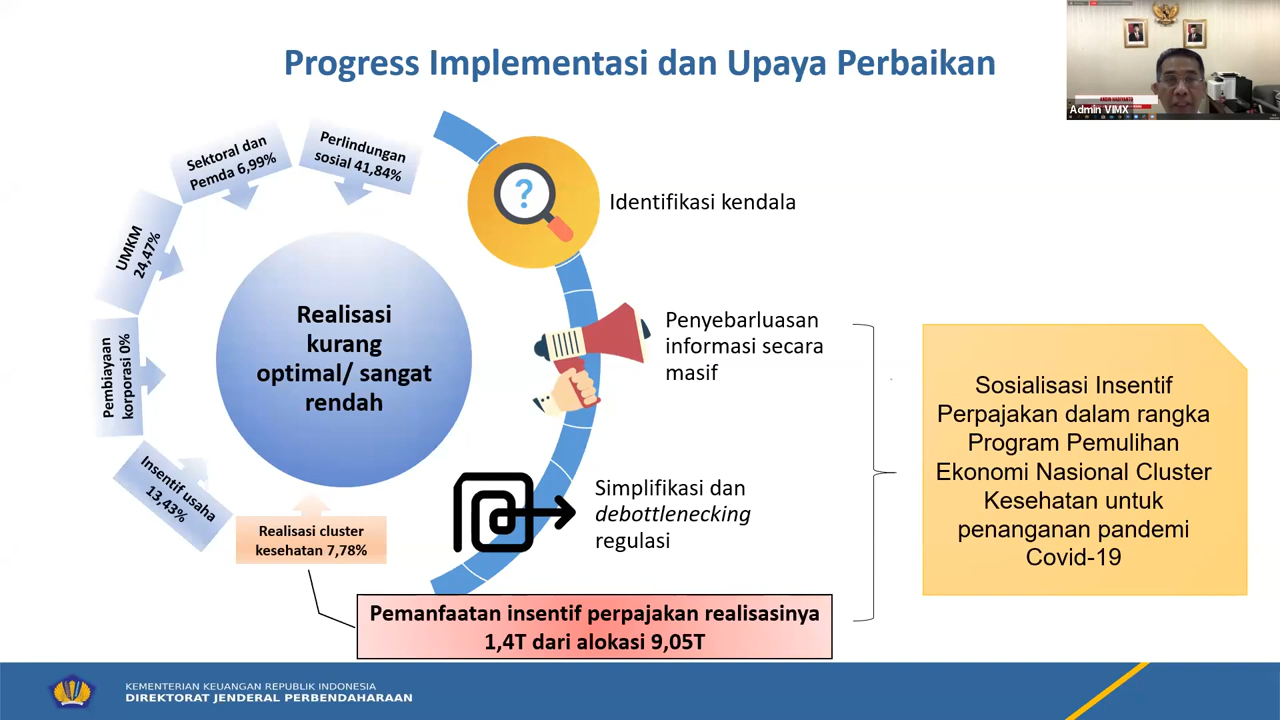 Progress Implementasi dan Upaya Perbaikan
Admin VIMX
Sektoral dan
Pemda 6,99%
Perlindungan
sosial 41,84%
UMKM
24,47%
Pembiayaan
korporasi 0%
Insentif usaha
13,43%
Realisasi cluster
kesehatan 7,78%
Realisasi
kurang
optimal/ sangat
rendah
?
Identifikasi kendala
Penyebarluasan
informasi secara
masif
Simplifikasi dan
debottlenecking
regulasi
Pemanfaatan insentif perpajakan realisasinya
1,4T dari alokasi 9,05T
Sosialisasi Insentif
Perpajakan dalam rangka
Program Pemulihan
Ekonomi Nasional Cluster
Kesehatan untuk
penanganan pandemi
Covid-19
KEMENTERIAN KEUANGAN REPUBLIK INDONESIA
DIREKTORAT JENDERAL PERBENDAHARAAN